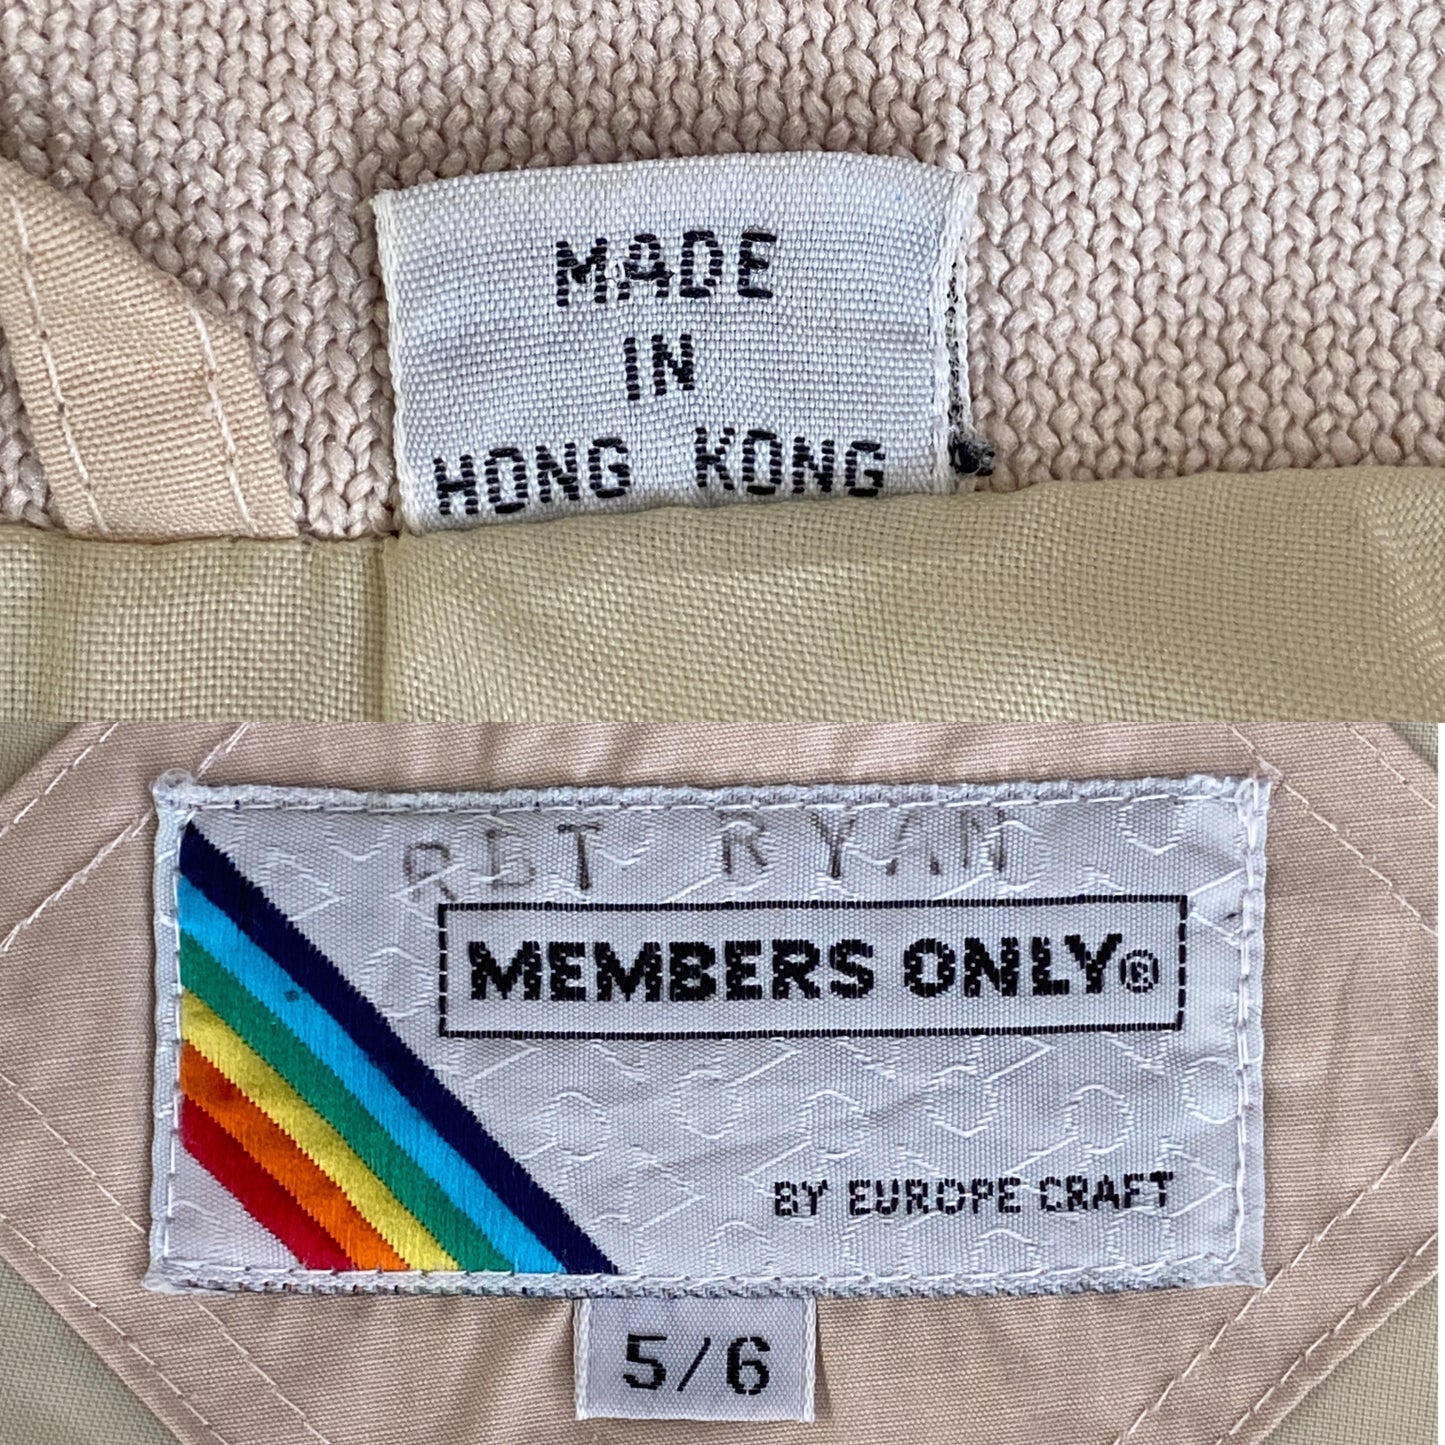 MADE
IN
HONG KONG
RBT RYAN
MEMBERS ONLY®
BY EUROPE CRAFT
5/6